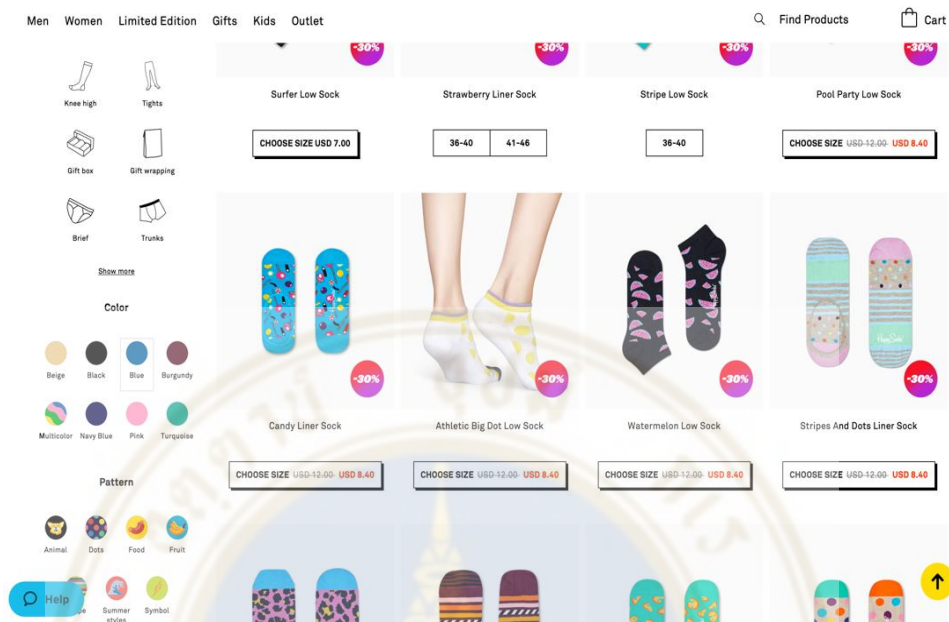 Men Women Limited Edition Gifts Kids Outlet Find Products Cart
-30% -30% -30% -30%
Knee high Tights
Surfer Low Sock Strawberry Liner Sock Stripe Low Sock Pool Party Low Sock
CHOOSE SIZE USD 7.00 36-40 41-46 36-40 CHOOSE SIZE USD 12.00 USD 8.40
Gift box Gift wrapping
Brief Trunks
Show more
Color
Beige Black Blue Burgundy
-30% -30% -30% -30%
Candy Liner Sock Athletic Big Dot Low Sock Watermelon Low Sock Stripes And Dots Liner Sock
Multicolor Navy Blue Pink Turquoise
CHOOSE SIZE USD 12.00 USD 8.40 CHOOSE SIZE USD 12.00 USD 8.40 CHOOSE SIZE USD 12.00 USD 8.40 CHOOSE SIZE USD 12.00 USD 8.40
Pattern
Animal Dots Food Fruit
Help
Summer Symbol
styles